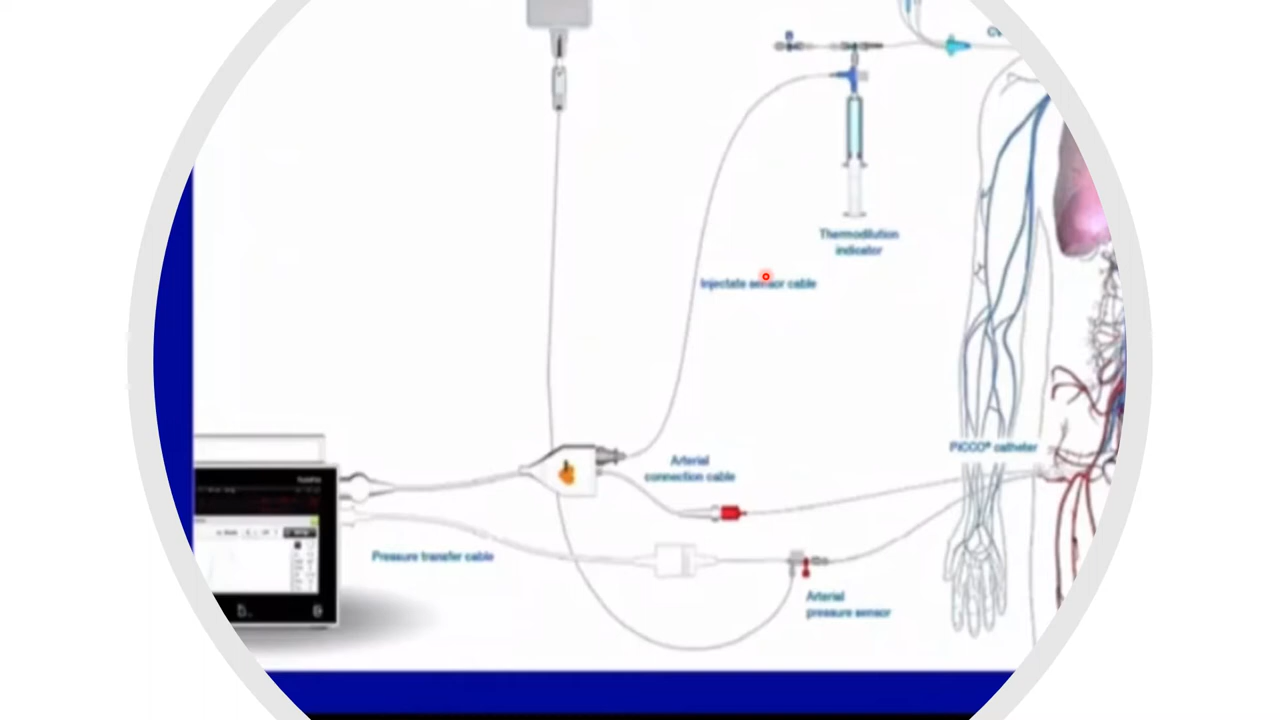 Thermodilution
indicator
Injectate sensor cable
PiCCO® catheter
Arterial
connection cable
Pressure transfer cable
Arterial
pressure sensor